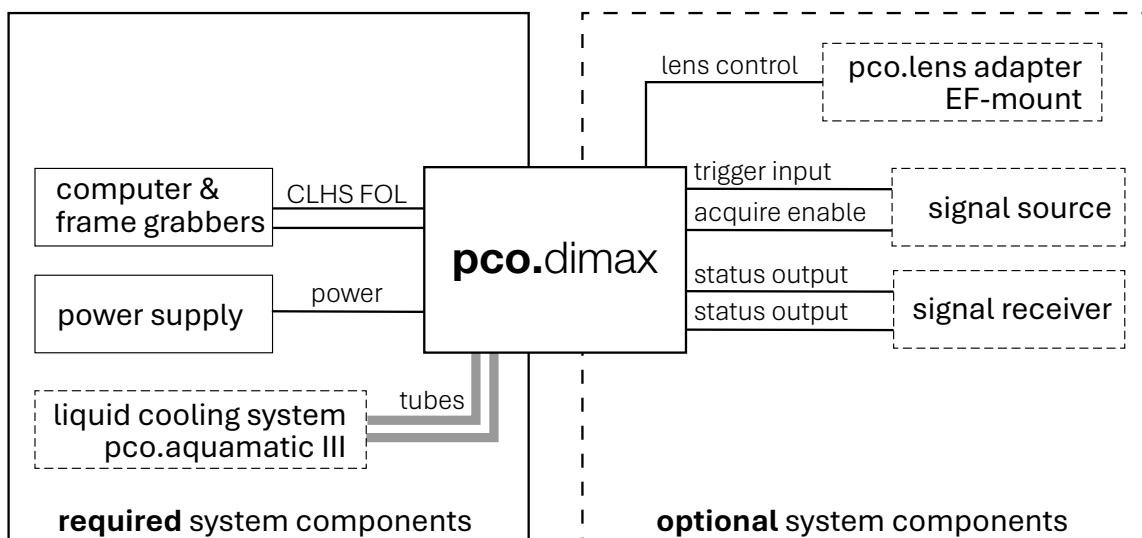 lens control
pco.lens adapter
EF-mount
computer &
frame grabbers
CLHS FOL
pco.dimax
trigger input
acquire enable
signal source
power supply
power
status output
status output
signal receiver
liquid cooling system
pco.aquamatic III
tubes
required system components
optional system components